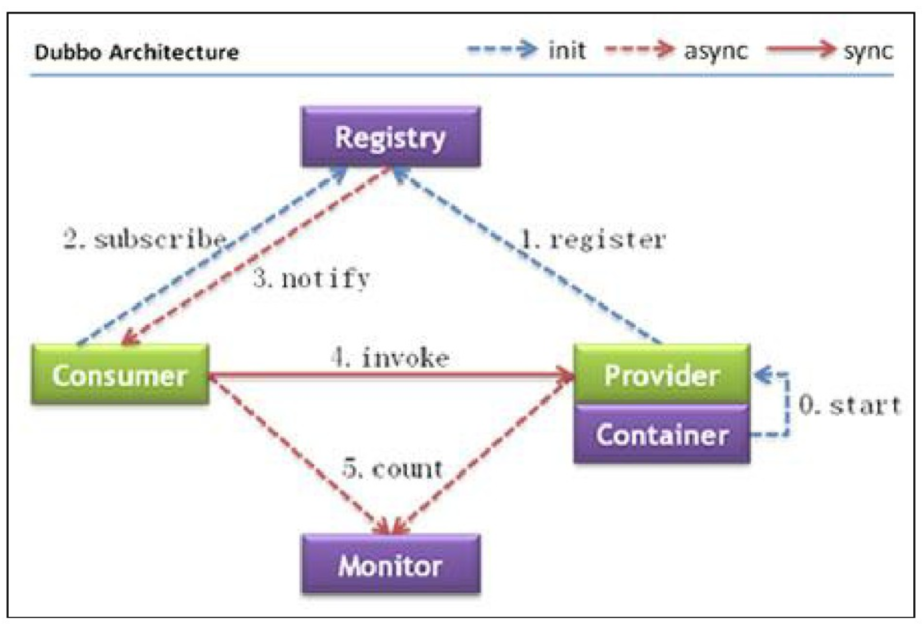 Dubbo Architecture
init
async
sync
Registry
2. subscribe
1. register
3. notify
Consumer
4. invoke
Provider
0. start
Container
5. count
Monitor